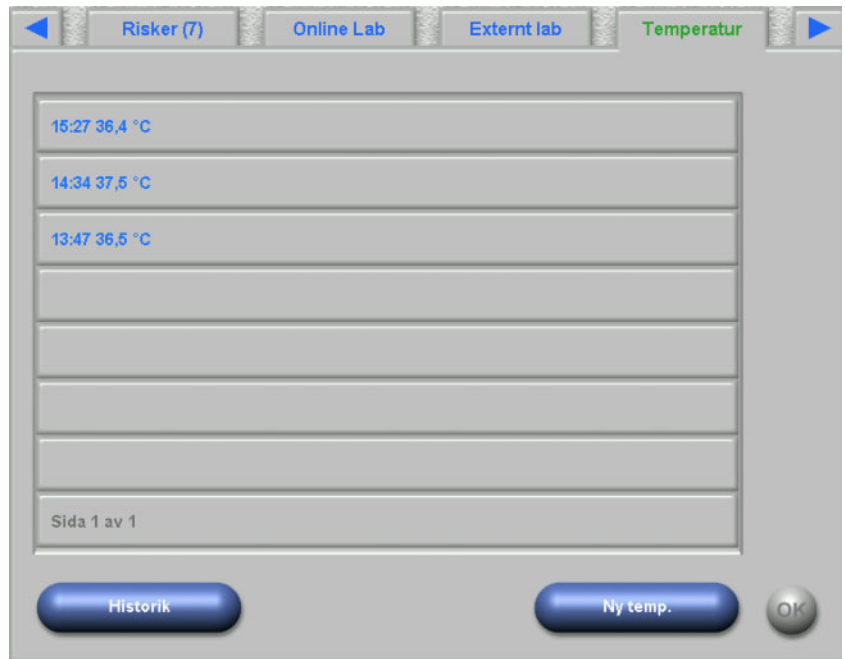 Risker (7) Online Lab Externt lab Temperatur
15:27 36,4 °C
14:34 37,5 °C
13:47 36,5 °C
Sida 1 av 1
Historik Ny temp. OK